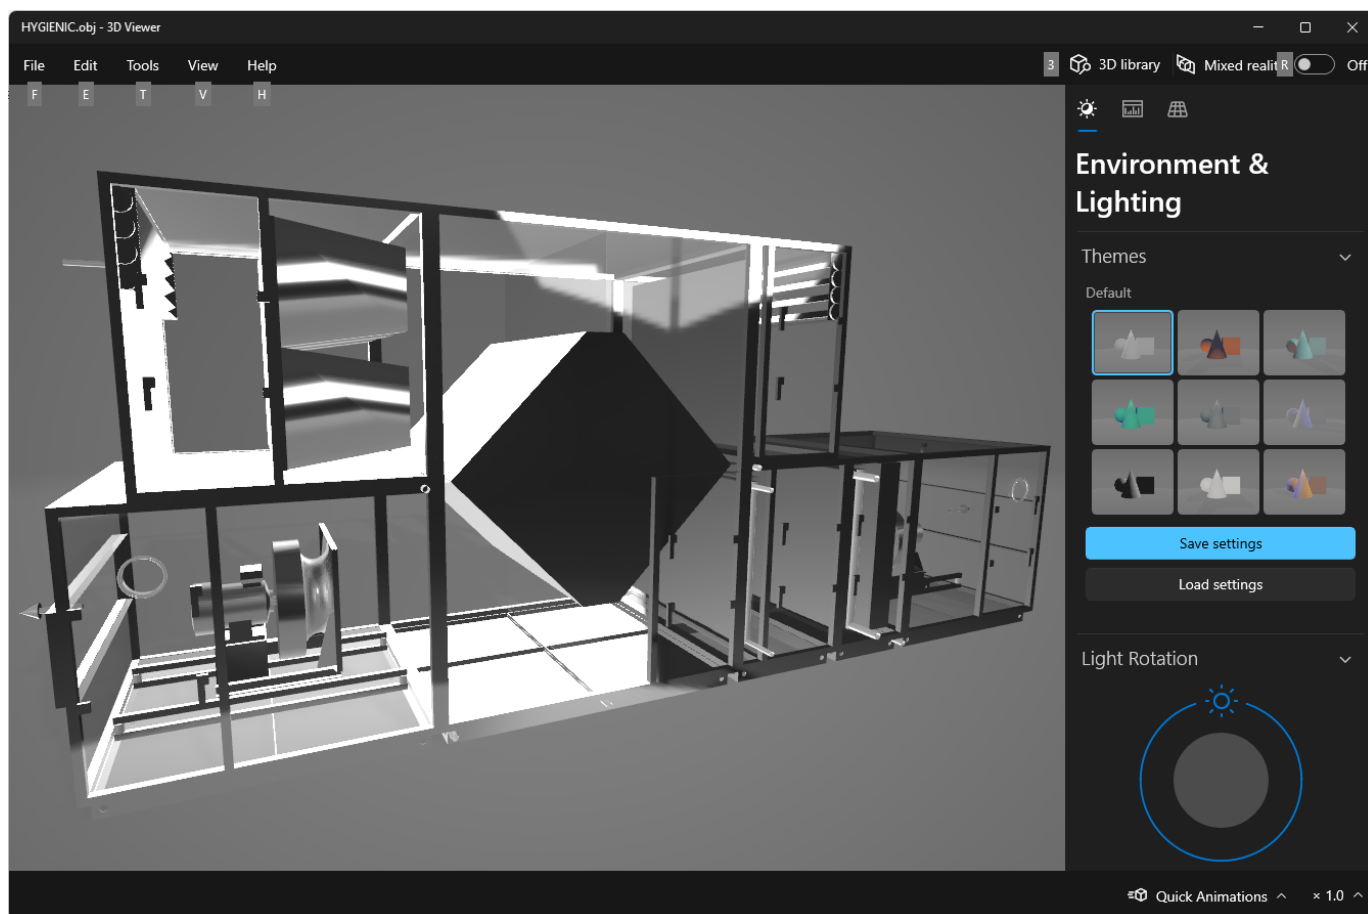 HYGIENIC.obj - 3D Viewer
File Edit Tools View Help
3 3D library Mixed realit R Off
F E T V H
Environment &
Lighting
Themes
Default
Save settings
Load settings
Light Rotation
Quick Animations × 1.0